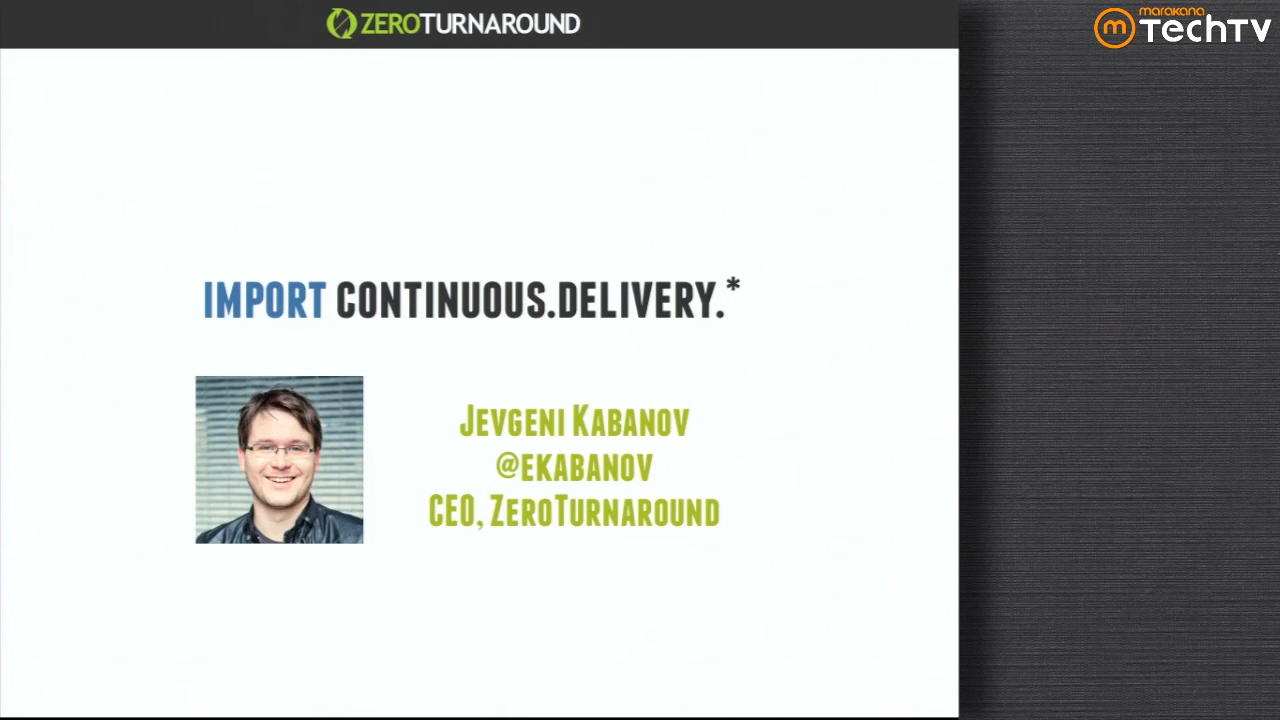 ZEROTURNAROUND
marakana
TechTV
IMPORT CONTINUOUS.DELIVERY.*
JEVGENI KABANOV
@EKABANOV
CEO, ZEROTURNAROUND